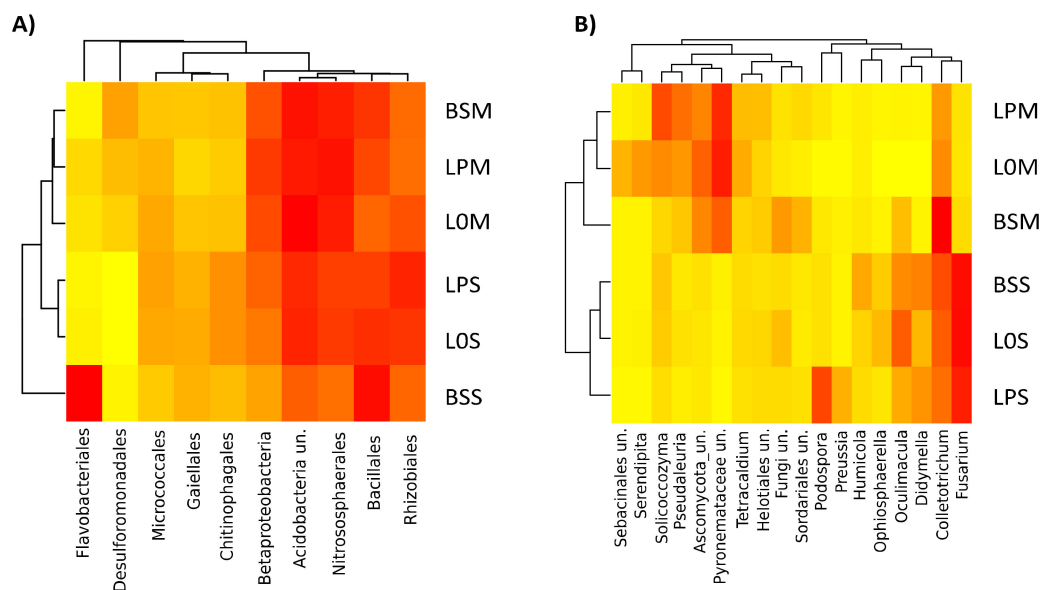 A)
BSM
LPM
L0M
LPS
L0S
BSS
Flavobacteriales
Desulforomonadales
Micrococcales
Gaiellales
Chitinophagales
Betaproteobacteria
Acidobacteria un.
Nitrososphaerales
Bacillales
Rhizobiales
B)
LPM
L0M
BSM
BSS
L0S
LPS
Sebacinales un.
Serendipita
Solicoccozyma
Pseudaleuria
Ascomycota_un.
Pyronemataceae un.
Tetracaldium
Helotiales un.
Fungi un.
Sordariales un.
Podospora
Preussia
Humicola
Ophiosphaerella
Oculimacula
Didymella
Colletotrichum
Fusarium